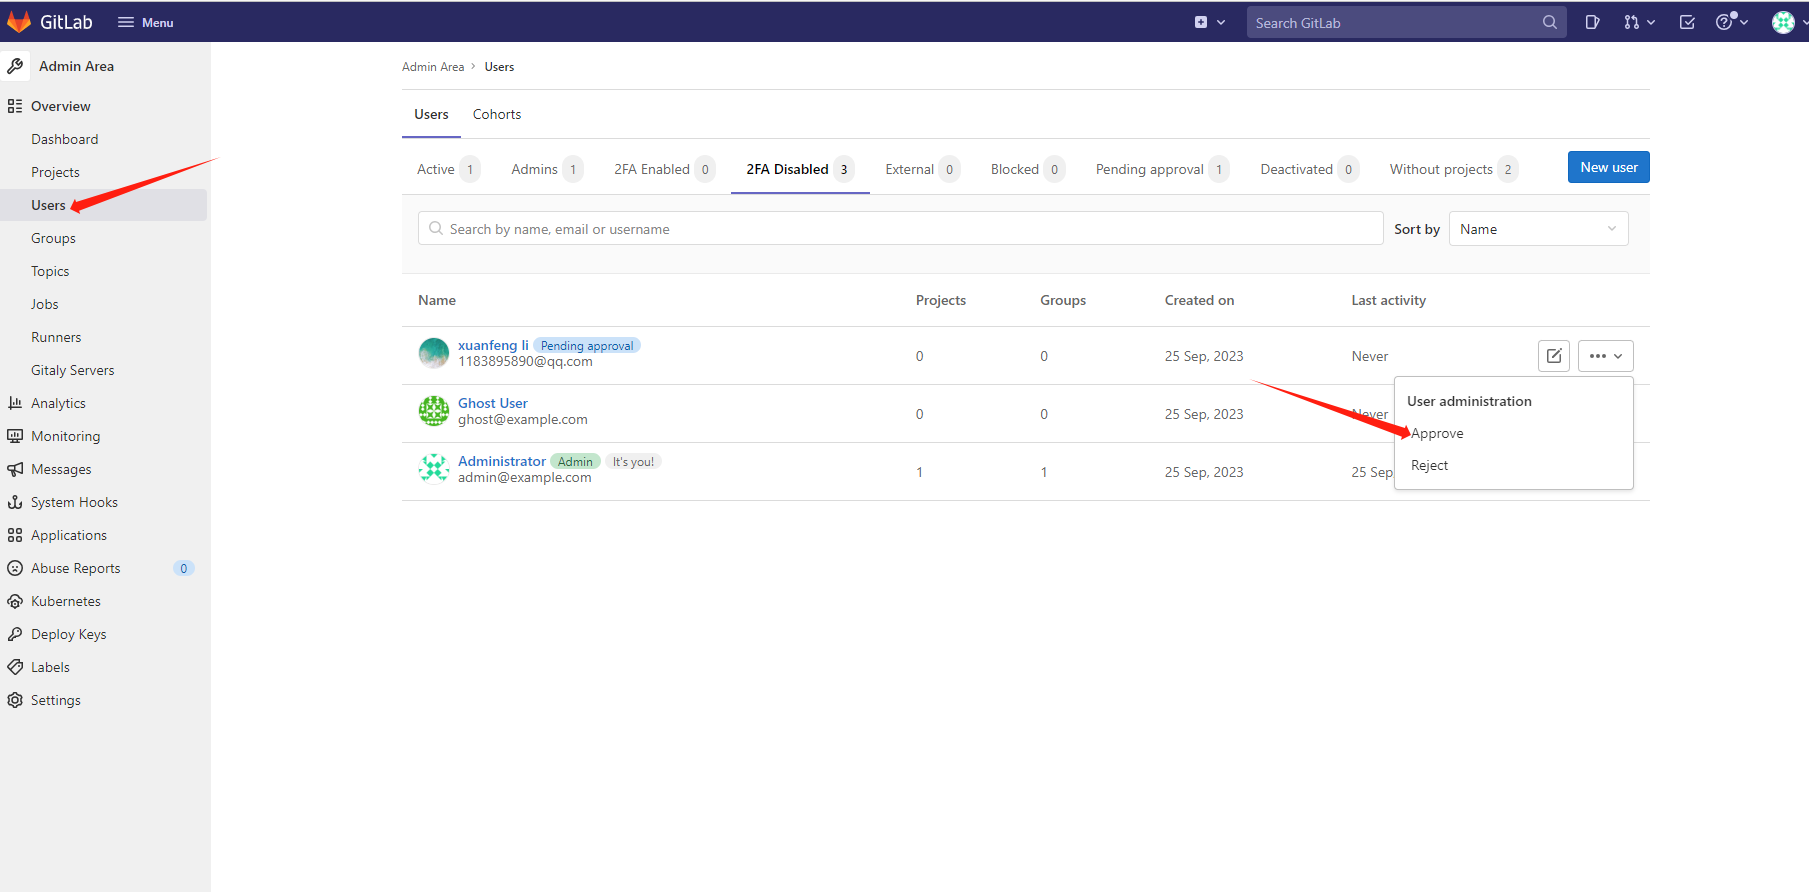 GitLab Menu Search GitLab
Admin Area
Overview
Dashboard
Projects
Users
Groups
Topics
Jobs
Runners
Gitaly Servers
Analytics
Monitoring
Messages
System Hooks
Applications
Abuse Reports 0
Kubernetes
Deploy Keys
Labels
Settings
Admin Area › Users
Users Cohorts
Active 1 Admins 1 2FA Enabled 0 2FA Disabled 3 External 0 Blocked 0 Pending approval 1 Deactivated 0 Without projects 2 New user
Search by name, email or username Sort by Name
Name Projects Groups Created on Last activity
xuanfeng li Pending approval
1183895890@qq.com 0 0 25 Sep, 2023 Never
Ghost User
ghost@example.com 0 0 25 Sep, 2023 Never
Administrator Admin It's you!
admin@example.com 1 1 25 Sep, 2023 25 Sep
User administration
Approve
Reject